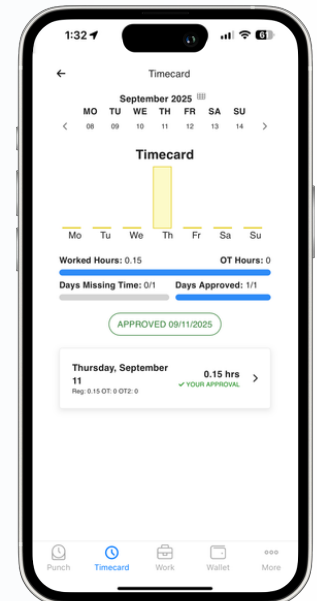 1:32
Timecard
September 2025
MO TU WE TH FR SA SU
< 08 09 10 11 12 13 14 >
Timecard
Mo Tu We Th Fr Sa Su
Worked Hours: 0.15 OT Hours: 0
Days Missing Time: 0/1 Days Approved: 1/1
APPROVED 09/11/2025
Thursday, September 0.15 hrs
11 ✓ YOUR APPROVAL
Reg: 0.15 OT: 0 OT2: 0
Punch Timecard Work Wallet More